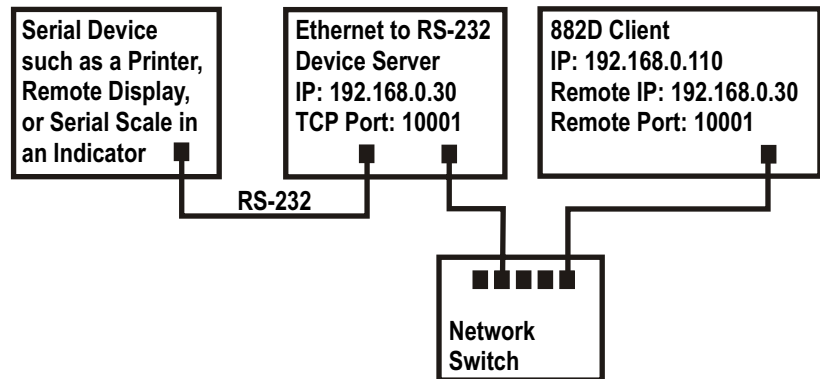 Serial Device
such as a Printer,
Remote Display,
or Serial Scale in
an Indicator
Ethernet to RS-232
Device Server
IP: 192.168.0.30
TCP Port: 10001
882D Client
IP: 192.168.0.110
Remote IP: 192.168.0.30
Remote Port: 10001
RS-232
Network
Switch